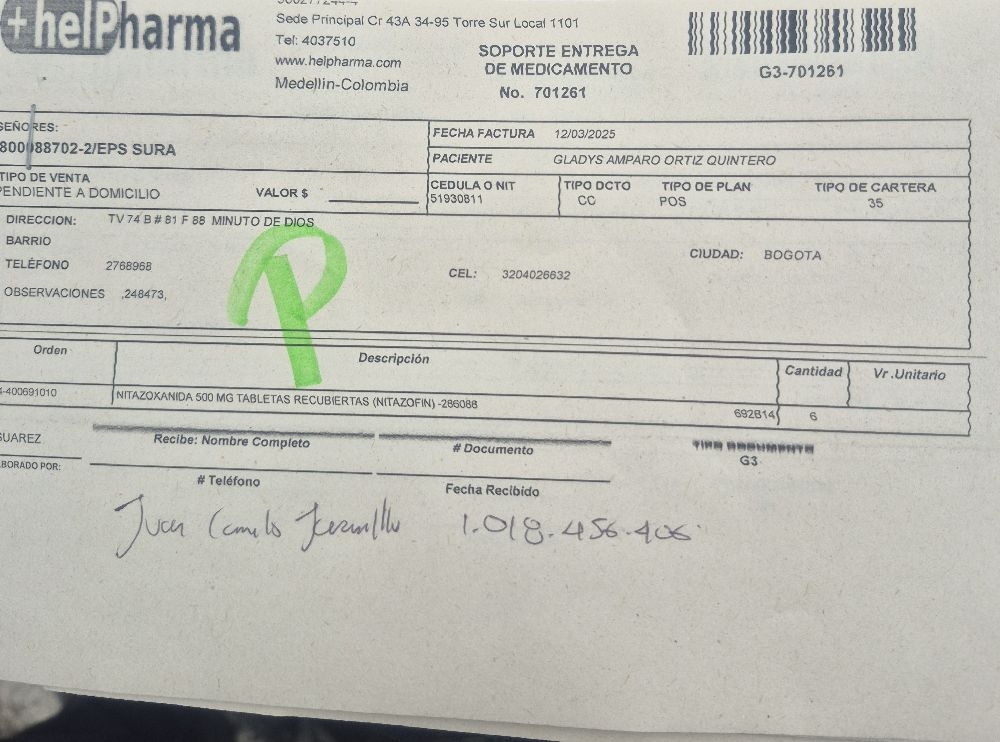 +helPharma
Sede Principal Cr 43A 34-95 Torre Sur Local 1101
Tel: 4037510
www.helpharma.com
Medellin-Colombia
SOPORTE ENTREGA
DE MEDICAMENTO
No. 701261
G3-701261
SEÑORES:
800088702-2/EPS SURA
FECHA FACTURA 12/03/2025
PACIENTE GLADYS AMPARO ORTIZ QUINTERO
TIPO DE VENTA
PENDIENTE A DOMICILIO VALOR $
CEDULA O NIT TIPO DCTO TIPO DE PLAN TIPO DE CARTERA
51930811 CC POS 35
DIRECCION: TV 74 B # 81 F 88 MINUTO DE DIOS
BARRIO
CIUDAD: BOGOTA
TELÉFONO 2768968
CEL: 3204026632
OBSERVACIONES ,248473,
P
Orden Descripción Cantidad Vr .Unitario
-400691010 NITAZOXANIDA 500 MG TABLETAS RECUBIERTAS (NITAZOFIN) -286088 692814 6
SUAREZ
Recibe: Nombre Completo # Documento TIPO DOCUMENTO
G3
BORADO POR:
# Teléfono Fecha Recibido
Juan Camilo Jaramillo 1.018.456.406